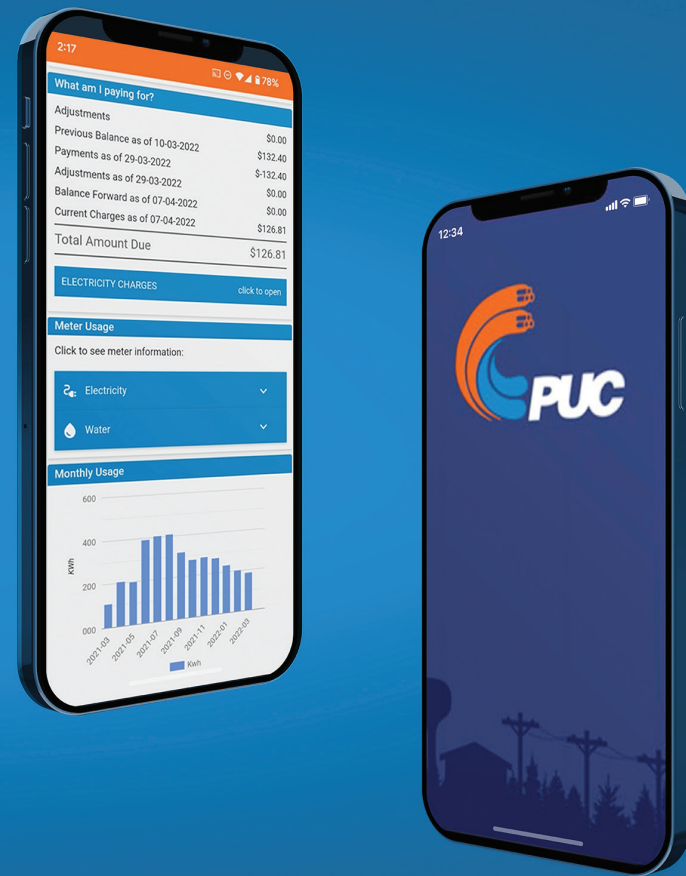 2:17
78%
What am I paying for?
Adjustments $0.00
Previous Balance as of 10-03-2022 $132.40
Payments as of 29-03-2022 $-132.40
Adjustments as of 29-03-2022 $0.00
Balance Forward as of 07-04-2022 $0.00
Current Charges as of 07-04-2022 $126.81
Total Amount Due $126.81
ELECTRICITY CHARGES click to open
Meter Usage
Click to see meter information:
Electricity
Water
Monthly Usage
600
400
200
000
KWh
2021-03 2021-05 2021-07 2021-09 2021-11 2022-01 2022-03
Kwh
12:34
PUC